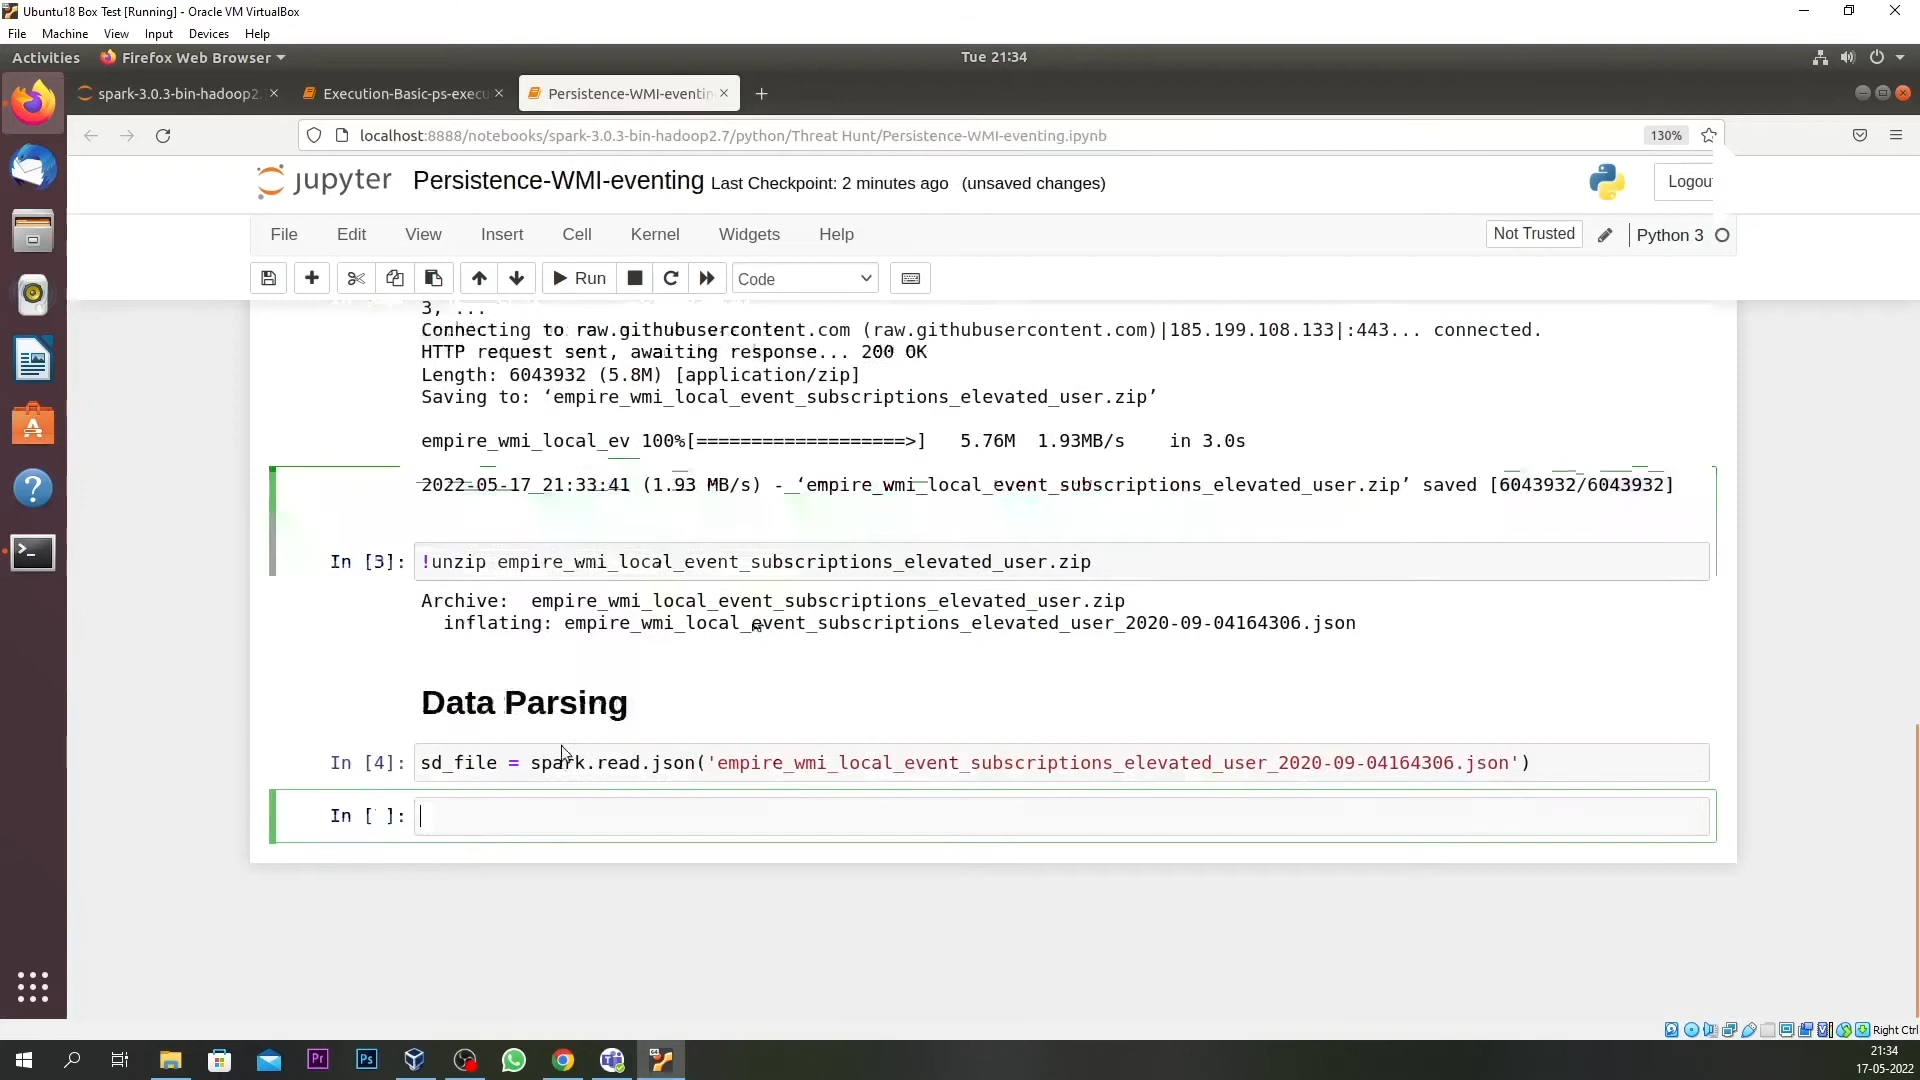 Ubuntu18 Box Test [Running] - Oracle VM VirtualBox
File Machine View Input Devices Help
Activities Firefox Web Browser Tue 21:34
spark-3.0.3-bin-hadoop2. Execution-Basic-ps-execu Persistence-WMI-eventin
localhost:8888/notebooks/spark-3.0.3-bin-hadoop2.7/python/Threat Hunt/Persistence-WMI-eventing.ipynb 130%
jupyter Persistence-WMI-eventing Last Checkpoint: 2 minutes ago (unsaved changes) Logou
File Edit View Insert Cell Kernel Widgets Help Not Trusted Python 3
Run Code
3, ...
Connecting to raw.githubusercontent.com (raw.githubusercontent.com)|185.199.108.133|:443... connected.
HTTP request sent, awaiting response... 200 OK
Length: 6043932 (5.8M) [application/zip]
Saving to: ‘empire_wmi_local_event_subscriptions_elevated_user.zip’
empire_wmi_local_ev 100%[===================>] 5.76M 1.93MB/s in 3.0s
2022-05-17 21:33:41 (1.93 MB/s) - ‘empire_wmi_local_event_subscriptions_elevated_user.zip’ saved [6043932/6043932]
In [3]: !unzip empire_wmi_local_event_subscriptions_elevated_user.zip
Archive: empire_wmi_local_event_subscriptions_elevated_user.zip
inflating: empire_wmi_local_event_subscriptions_elevated_user_2020-09-04164306.json
Data Parsing
In [4]: sd_file = spark.read.json('empire_wmi_local_event_subscriptions_elevated_user_2020-09-04164306.json')
In [ ]:
Right Ctrl
Pr Ps
21:34
17-05-2022